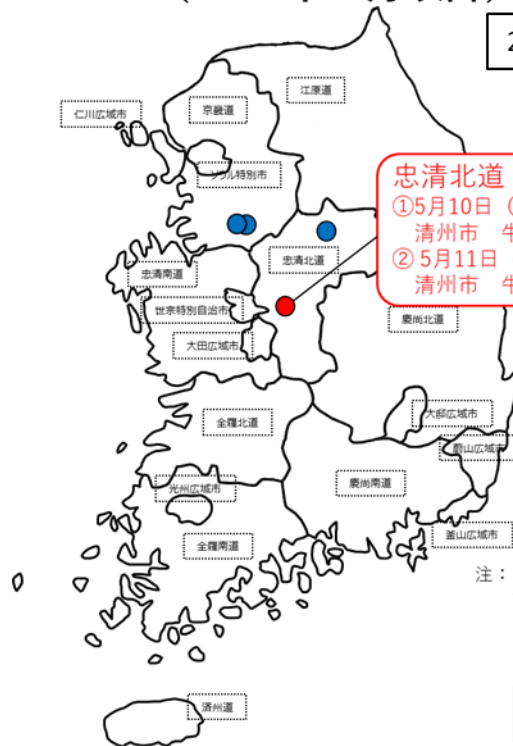 2
江原道
京畿道
仁川広域市
ソウル特別市
忠清北道
①5月10日（
清州市 牛
② 5月11日
清州市 牛
忠清北道
忠清南道
世宗特別自治市
慶尚北道
大田広域市
大邱広域市
全羅北道
蔚山広域市
慶尚南道
光州広域市
釜山広域市
全羅南道
注：
済州道